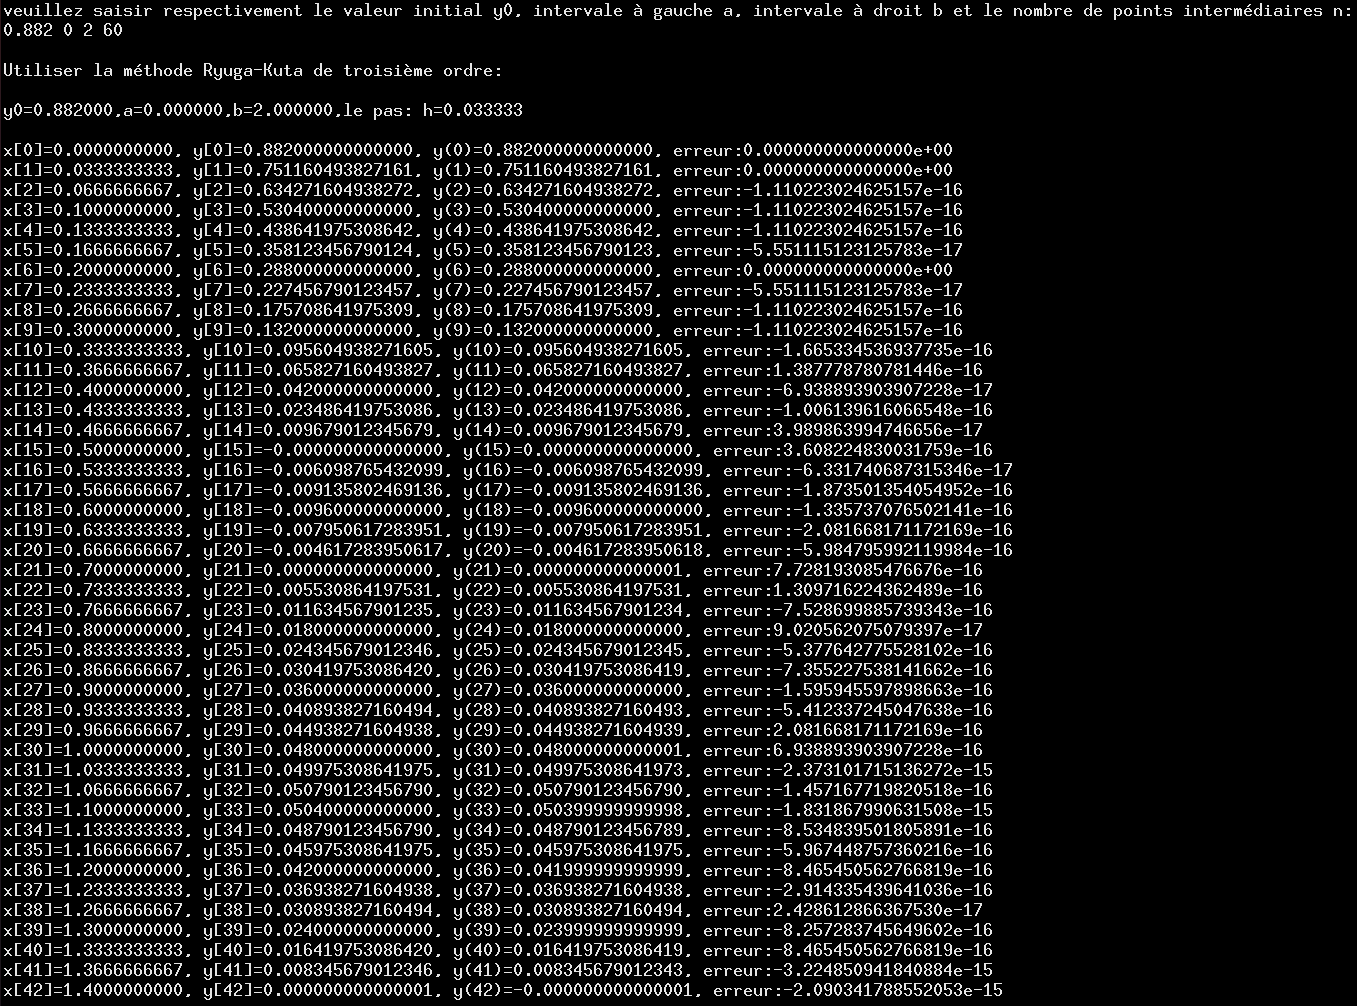 veuillez saisir respectivement le valeur initial y0, intervale à gauche a, intervale à droit b et le nombre de points intermédiaires n:
0.882 0 2 60
Utiliser la méthode Ryuga-Kuta de troisième ordre:
y0=0.882000,a=0.000000,b=2.000000,le pas: h=0.033333
x[0]=0.0000000000, y[0]=0.882000000000000, y(0)=0.882000000000000, erreur:0.000000000000000e+00
x[1]=0.0333333333, y[1]=0.751160493827161, y(1)=0.751160493827161, erreur:0.000000000000000e+00
x[2]=0.0666666667, y[2]=0.634271604938272, y(2)=0.634271604938272, erreur:-1.110223024625157e-16
x[3]=0.1000000000, y[3]=0.530400000000000, y(3)=0.530400000000000, erreur:-1.110223024625157e-16
x[4]=0.1333333333, y[4]=0.438641975308642, y(4)=0.438641975308642, erreur:-1.110223024625157e-16
x[5]=0.1666666667, y[5]=0.358123456790124, y(5)=0.358123456790123, erreur:-5.551115123125783e-17
x[6]=0.2000000000, y[6]=0.288000000000000, y(6)=0.288000000000000, erreur:0.000000000000000e+00
x[7]=0.2333333333, y[7]=0.227456790123457, y(7)=0.227456790123457, erreur:-5.551115123125783e-17
x[8]=0.2666666667, y[8]=0.175708641975309, y(8)=0.175708641975309, erreur:-1.110223024625157e-16
x[9]=0.3000000000, y[9]=0.132000000000000, y(9)=0.132000000000000, erreur:-1.110223024625157e-16
x[10]=0.3333333333, y[10]=0.095604938271605, y(10)=0.095604938271605, erreur:-1.665334536937735e-16
x[11]=0.3666666667, y[11]=0.065827160493827, y(11)=0.065827160493827, erreur:1.387778780781446e-16
x[12]=0.4000000000, y[12]=0.042000000000000, y(12)=0.042000000000000, erreur:-6.938893903907228e-17
x[13]=0.4333333333, y[13]=0.023486419753086, y(13)=0.023486419753086, erreur:-1.006139616066548e-16
x[14]=0.4666666667, y[14]=0.009679012345679, y(14)=0.009679012345679, erreur:3.989863994746656e-17
x[15]=0.5000000000, y[15]=-0.000000000000000, y(15)=0.000000000000000, erreur:3.608224830031759e-16
x[16]=0.5333333333, y[16]=-0.006098765432099, y(16)=-0.006098765432099, erreur:-6.331740687315346e-17
x[17]=0.5666666667, y[17]=-0.009135802469136, y(17)=-0.009135802469136, erreur:-1.873501354054952e-16
x[18]=0.6000000000, y[18]=-0.009600000000000, y(18)=-0.009600000000000, erreur:-1.335737076502141e-16
x[19]=0.6333333333, y[19]=-0.007950617283951, y(19)=-0.007950617283951, erreur:-2.081668171172169e-16
x[20]=0.6666666667, y[20]=-0.004617283950617, y(20)=-0.004617283950618, erreur:-5.984795992119984e-16
x[21]=0.7000000000, y[21]=0.000000000000000, y(21)=0.000000000000001, erreur:7.728193085476676e-16
x[22]=0.7333333333, y[22]=0.005530864197531, y(22)=0.005530864197531, erreur:1.309716224362489e-16
x[23]=0.7666666667, y[23]=0.011634567901235, y(23)=0.011634567901234, erreur:-7.528699885739343e-16
x[24]=0.8000000000, y[24]=0.018000000000000, y(24)=0.018000000000000, erreur:9.020562075079397e-17
x[25]=0.8333333333, y[25]=0.024345679012346, y(25)=0.024345679012345, erreur:-5.377642775528102e-16
x[26]=0.8666666667, y[26]=0.030419753086420, y(26)=0.030419753086419, erreur:-7.355227538141662e-16
x[27]=0.9000000000, y[27]=0.036000000000000, y(27)=0.036000000000000, erreur:-1.595945597898663e-16
x[28]=0.9333333333, y[28]=0.040893827160494, y(28)=0.040893827160493, erreur:-5.412337245047638e-16
x[29]=0.9666666667, y[29]=0.044938271604938, y(29)=0.044938271604939, erreur:2.081668171172169e-16
x[30]=1.0000000000, y[30]=0.048000000000000, y(30)=0.048000000000001, erreur:6.938893903907228e-16
x[31]=1.0333333333, y[31]=0.049975308641975, y(31)=0.049975308641973, erreur:-2.373101715136272e-15
x[32]=1.0666666667, y[32]=0.050790123456790, y(32)=0.050790123456790, erreur:-1.457167719820518e-16
x[33]=1.1000000000, y[33]=0.050400000000000, y(33)=0.050399999999998, erreur:-1.831867990631508e-15
x[34]=1.1333333333, y[34]=0.048790123456790, y(34)=0.048790123456789, erreur:-8.534839501805891e-16
x[35]=1.1666666667, y[35]=0.045975308641975, y(35)=0.045975308641975, erreur:-5.967448757360216e-16
x[36]=1.2000000000, y[36]=0.042000000000000, y(36)=0.041999999999999, erreur:-8.465450562766819e-16
x[37]=1.2333333333, y[37]=0.036938271604938, y(37)=0.036938271604938, erreur:-2.914335439641036e-16
x[38]=1.2666666667, y[38]=0.030893827160494, y(38)=0.030893827160494, erreur:2.428612866367530e-17
x[39]=1.3000000000, y[39]=0.024000000000000, y(39)=0.023999999999999, erreur:-8.257283745649602e-16
x[40]=1.3333333333, y[40]=0.016419753086420, y(40)=0.016419753086419, erreur:-8.465450562766819e-16
x[41]=1.3666666667, y[41]=0.008345679012346, y(41)=0.008345679012343, erreur:-3.224850941840884e-15
x[42]=1.4000000000, y[42]=0.000000000000001, y(42)=-0.000000000000001, erreur:-2.090341788552053e-15